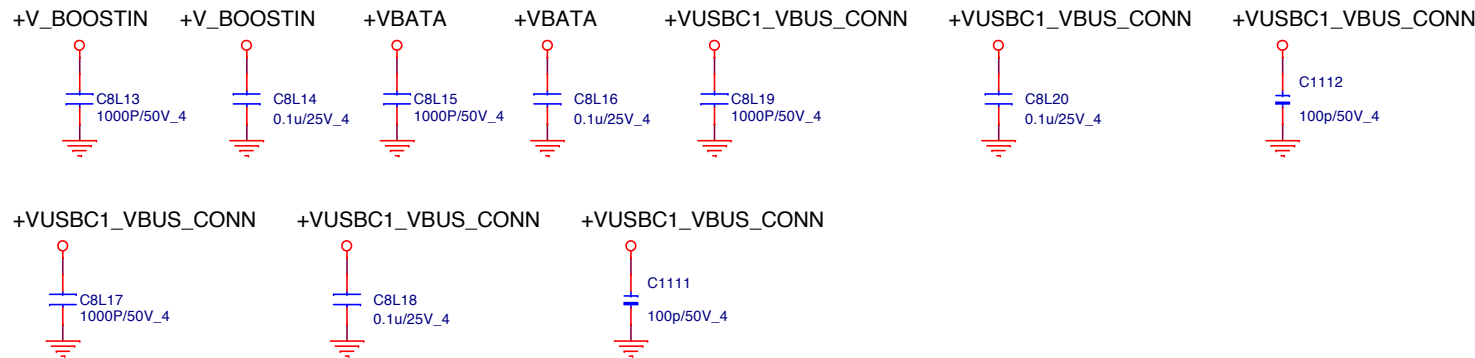 +V_BOOSTIN
+V_BOOSTIN
+VBATA
+VBATA
+VUSBC1_VBUS_CONN
+VUSBC1_VBUS_CONN
+VUSBC1_VBUS_CONN
C8L13
1000P/50V_4
C8L14
0.1u/25V_4
C8L15
1000P/50V_4
C8L16
0.1u/25V_4
C8L19
1000P/50V_4
C8L20
0.1u/25V_4
C1112
100p/50V_4
+VUSBC1_VBUS_CONN
+VUSBC1_VBUS_CONN
+VUSBC1_VBUS_CONN
C8L17
1000P/50V_4
C8L18
0.1u/25V_4
C1111
100p/50V_4